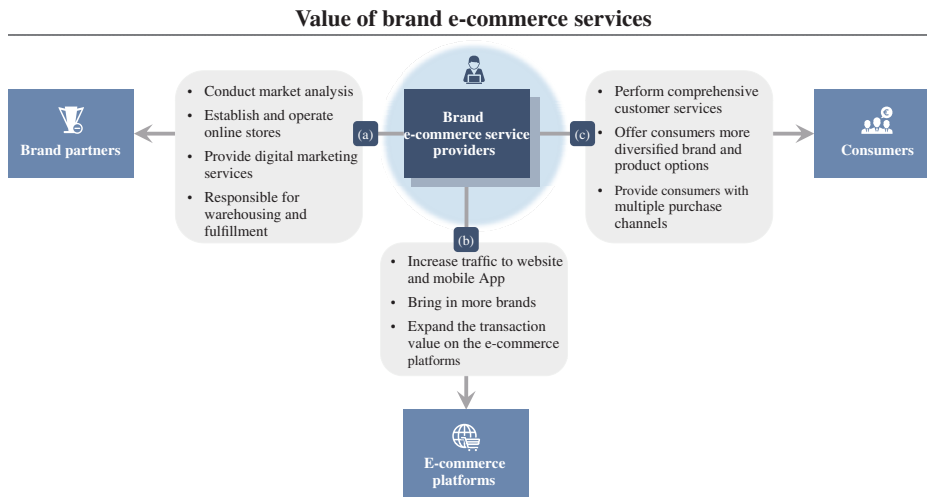 Value of brand e-commerce services
Brand partners
• Conduct market analysis
• Establish and operate
online stores
• Provide digital marketing
services
• Responsible for
warehousing and
fulfillment
(a)
Brand
e-commerce service
providers
(c)
• Perform comprehensive
customer services
• Offer consumers more
diversified brand and
product options
• Provide consumers with
multiple purchase
channels
€
Consumers
(b)
• Increase traffic to website
and mobile App
• Bring in more brands
• Expand the transaction
value on the e-commerce
platforms
E-commerce
platforms